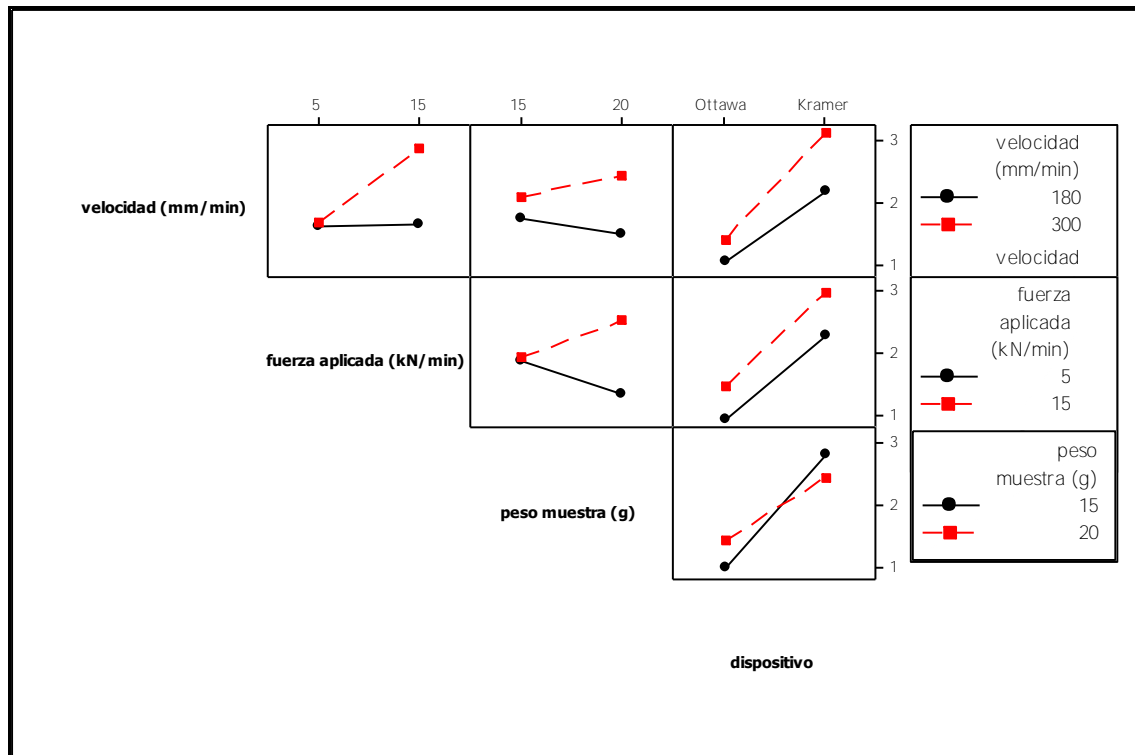 5 15 15 20 Ottawa Kramer
velocidad (mm/min)
3
2
1
velocidad
(mm/min)
180
300
velocidad
fuerza aplicada (kN/min)
3
2
1
fuerza
aplicada
(kN/min)
5
15
peso muestra (g)
3
2
1
peso
muestra (g)
15
20
dispositivo